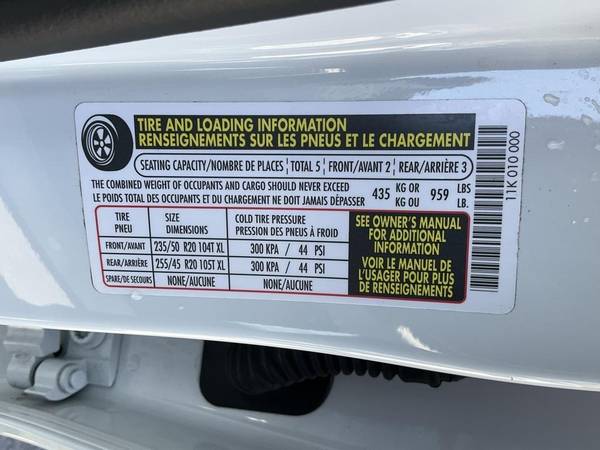 TIRE AND LOADING INFORMATION
RENSEIGNEMENTS SUR LES PNEUS ET LE CHARGEMENT
SEATING CAPACITY/NOMBRE DE PLACES TOTAL 5 FRONT/AVANT 2 REAR/ARRIÈRE 3
THE COMBINED WEIGHT OF OCCUPANTS AND CARGO SHOULD NEVER EXCEED 435 KG OR 959 LBS
LE POIDS TOTAL DES OCCUPANTS ET DU CHARGEMENT NE DOIT JAMAIS DÉPASSER KG OU LB.
TIRE SIZE COLD TIRE PRESSURE
PNEU DIMENSIONS PRESSION DES PNEUS À FROID
FRONT/AVANT 235/50 R20 104T XL 300 KPA / 44 PSI
REAR/ARRIÈRE 255/45 R20 105T XL 300 KPA / 44 PSI
SPARE/DE SECOURS NONE/AUCUNE NONE/AUCUNE
SEE OWNER'S MANUAL
FOR ADDITIONAL
INFORMATION
VOIR LE MANUEL DE
L'USAGER POUR PLUS
DE RENSEIGNEMENTS
11K 010 000